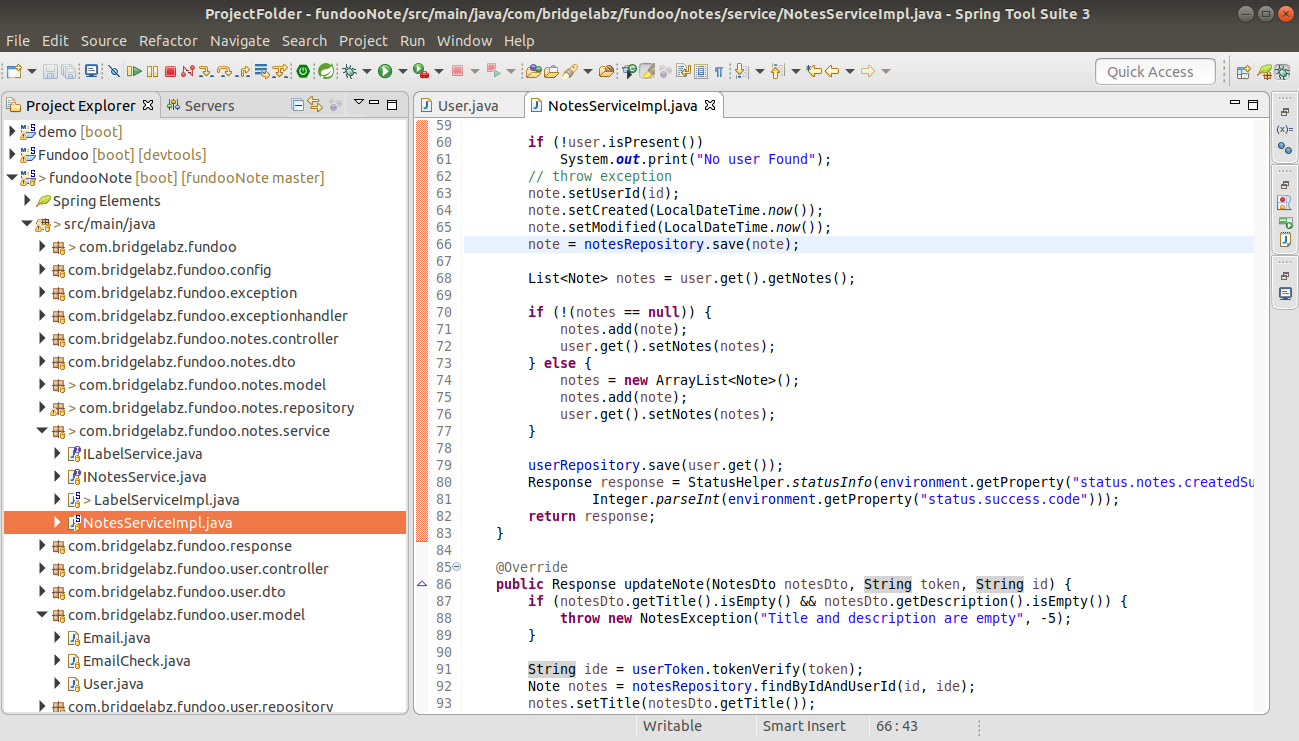 ProjectFolder - fundooNote/src/main/java/com/bridgelabz/fundoo/notes/service/NotesServiceImpl.java - Spring Tool Suite 3
File Edit Source Refactor Navigate Search Project Run Window Help
Quick Access
Project Explorer Servers
demo [boot]
Fundoo [boot] [devtools]
> fundooNote [boot] [fundooNote master]
Spring Elements
> src/main/java
> com.bridgelabz.fundoo
com.bridgelabz.fundoo.config
com.bridgelabz.fundoo.exception
com.bridgelabz.fundoo.exceptionhandler
com.bridgelabz.fundoo.notes.controller
com.bridgelabz.fundoo.notes.dto
> com.bridgelabz.fundoo.notes.model
> com.bridgelabz.fundoo.notes.repository
> com.bridgelabz.fundoo.notes.service
ILabelService.java
INotesService.java
> LabelServiceImpl.java
NotesServiceImpl.java
com.bridgelabz.fundoo.response
com.bridgelabz.fundoo.user.controller
com.bridgelabz.fundoo.user.dto
com.bridgelabz.fundoo.user.model
Email.java
EmailCheck.java
User.java
com.bridgelabz.fundoo.user.repository
User.java NotesServiceImpl.java
59
60 if (!user.isPresent())
61 System.out.print("No user Found");
62 // throw exception
63 note.setUserId(id);
64 note.setCreated(LocalDateTime.now());
65 note.setModified(LocalDateTime.now());
66 note = notesRepository.save(note);
67
68 List<Note> notes = user.get().getNotes();
69
70 if (!(notes == null)) {
71 notes.add(note);
72 user.get().setNotes(notes);
73 } else {
74 notes = new ArrayList<Note>();
75 notes.add(note);
76 user.get().setNotes(notes);
77 }
78
79 userRepository.save(user.get());
80 Response response = StatusHelper.statusInfo(environment.getProperty("status.notes.createdSu
81 Integer.parseInt(environment.getProperty("status.success.code")));
82 return response;
83 }
84
85 @Override
86 public Response updateNote(NotesDto notesDto, String token, String id) {
87 if (notesDto.getTitle().isEmpty() && notesDto.getDescription().isEmpty()) {
88 throw new NotesException("Title and description are empty", -5);
89 }
90
91 String ide = userToken.tokenVerify(token);
92 Note notes = notesRepository.findByIdAndUserId(id, ide);
93 notes.setTitle(notesDto.getTitle());
(x)=
Writable Smart Insert 66 : 43